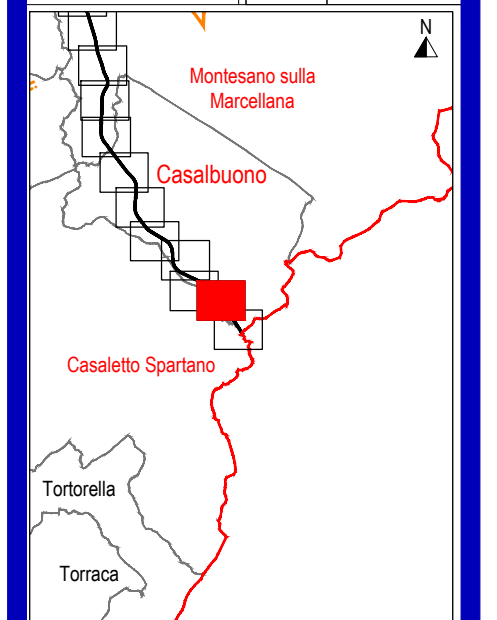 N
Montesano sulla
Marcellana
Casalbuono
Casaletto Spartano
Tortorella
Torraca